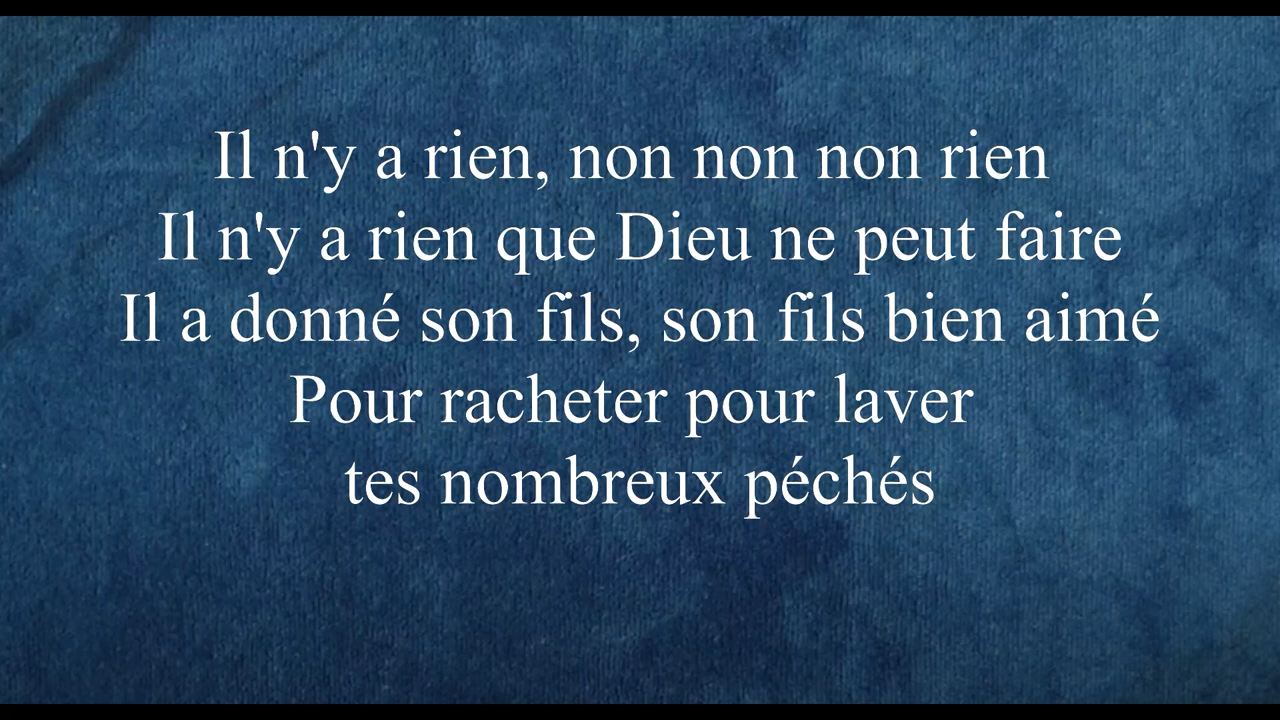 Il n'y a rien, non non non rien
Il n'y a rien que Dieu ne peut faire
Il a donné son fils, son fils bien aimé
Pour racheter pour laver
tes nombreux péchés